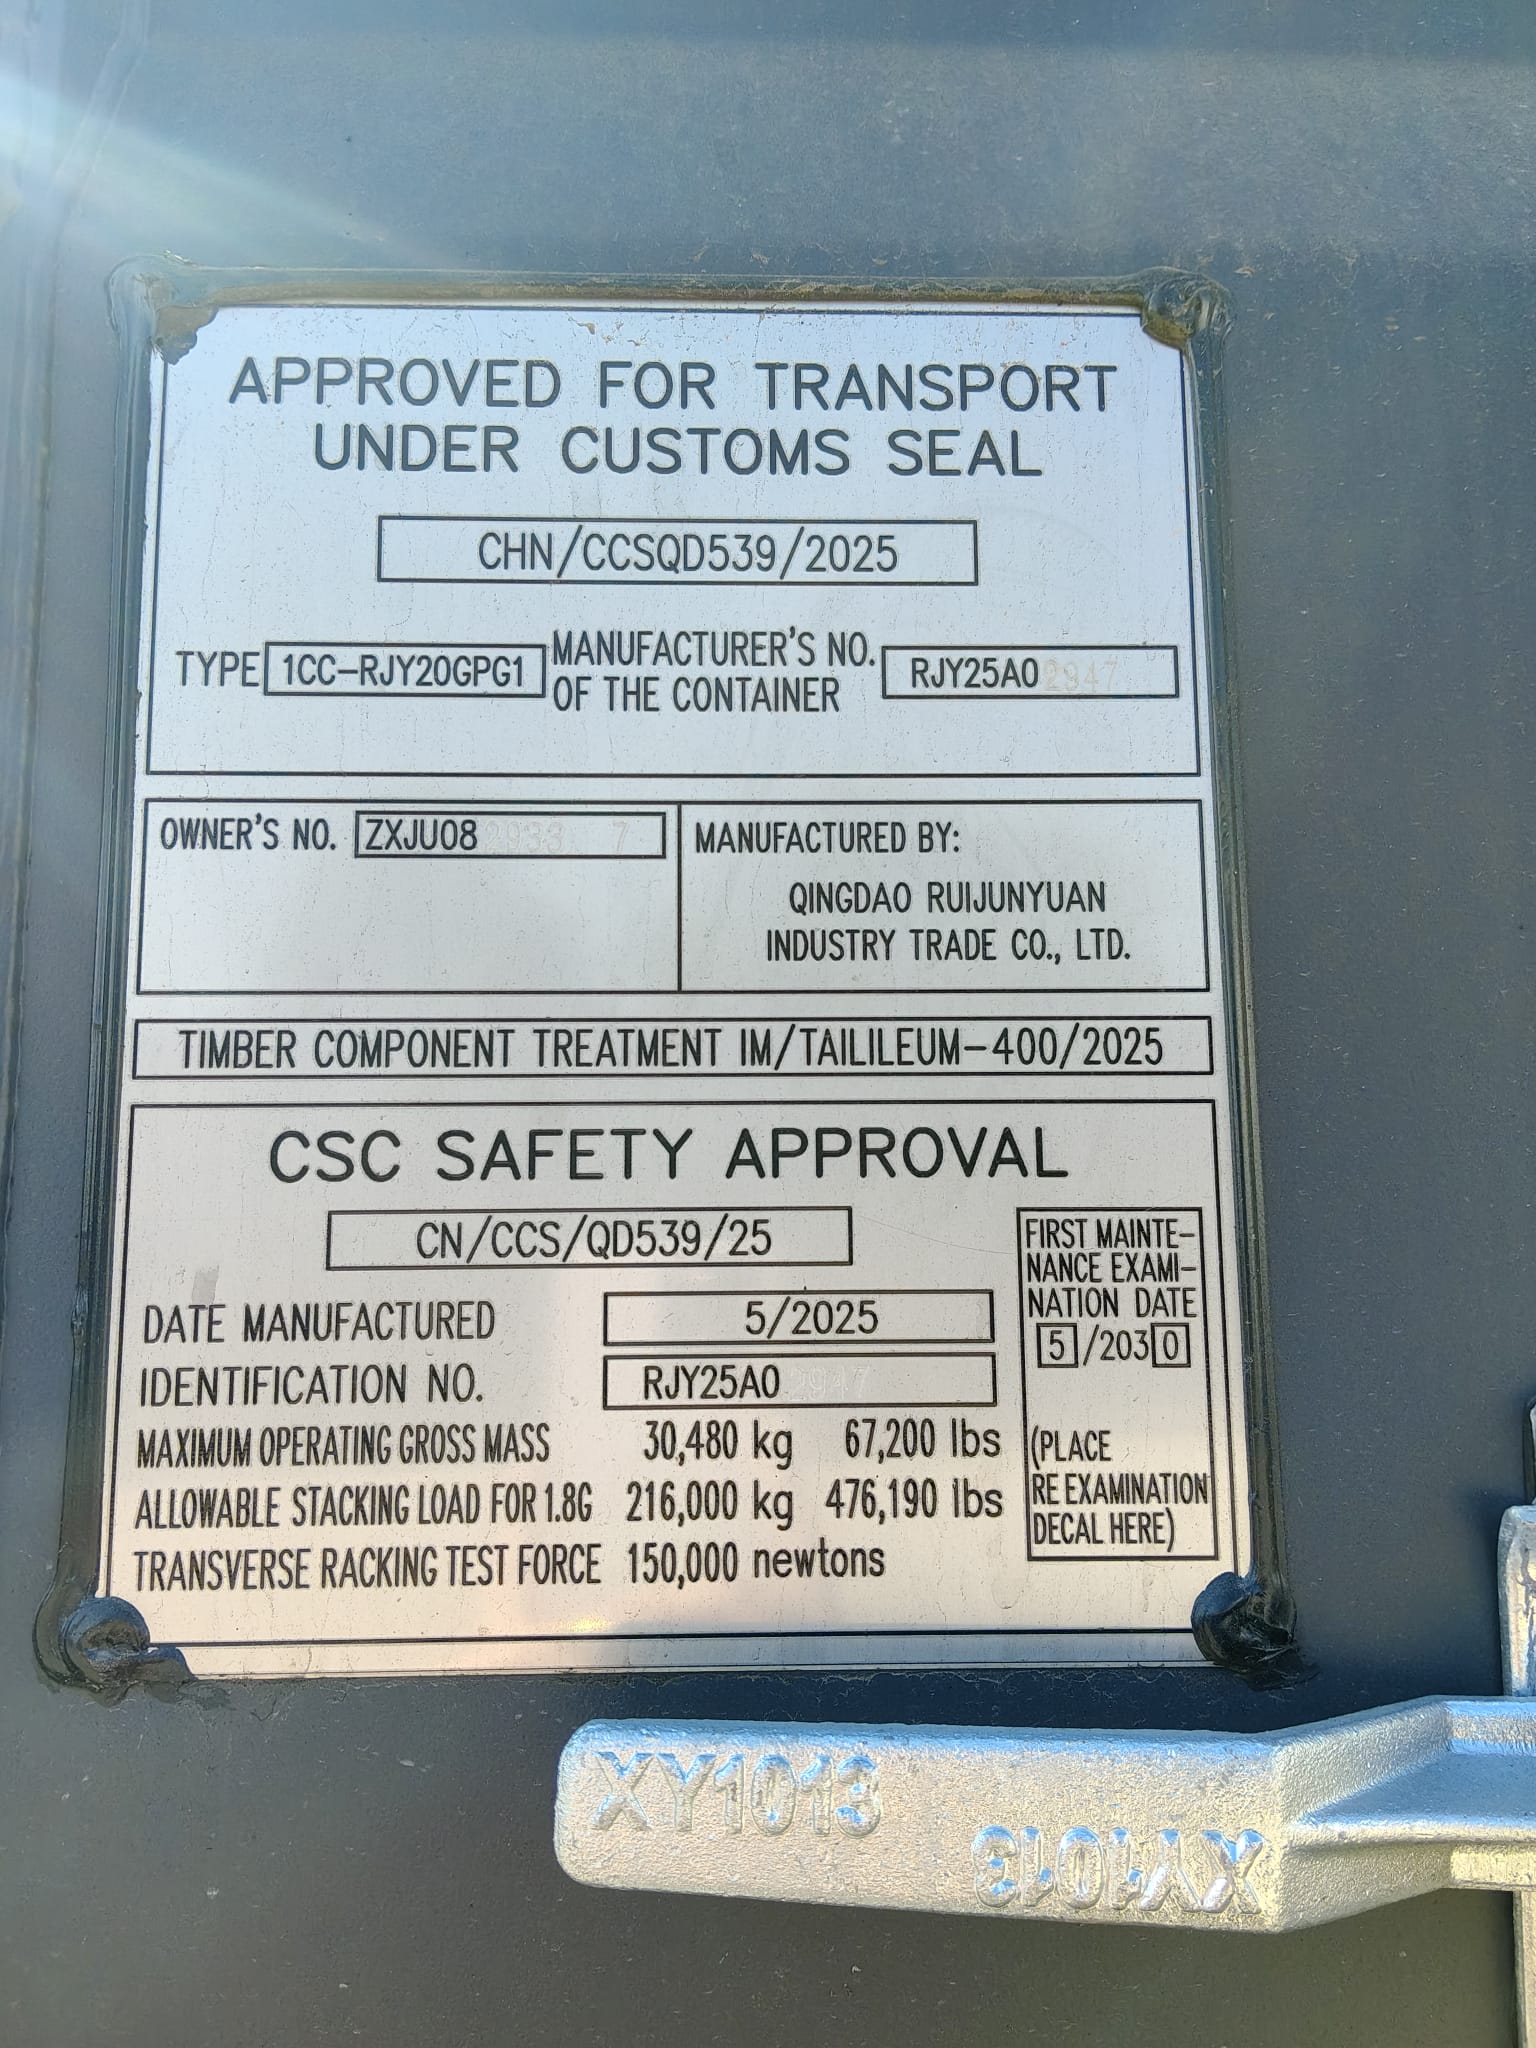 APPROVED FOR TRANSPORT
UNDER CUSTOMS SEAL
CHN/CCSQD539/2025
TYPE 1CC-RJY20GPG1 MANUFACTURER'S NO. OF THE CONTAINER RJY25A02947
OWNER'S NO. ZXJU082933 7
MANUFACTURED BY:
QINGDAO RUIJUNYUAN
INDUSTRY TRADE CO., LTD.
TIMBER COMPONENT TREATMENT IM/TAILILEUM-400/2025
CSC SAFETY APPROVAL
CN/CCS/QD539/25
DATE MANUFACTURED 5/2025
IDENTIFICATION NO. RJY25A02947
MAXIMUM OPERATING GROSS MASS 30,480 kg 67,200 lbs
ALLOWABLE STACKING LOAD FOR 1.8G 216,000 kg 476,190 lbs
TRANSVERSE RACKING TEST FORCE 150,000 newtons
FIRST MAINTE-
NANCE EXAMI-
NATION DATE
5/2030
(PLACE
RE EXAMINATION
DECAL HERE)
XY1013
XY1013